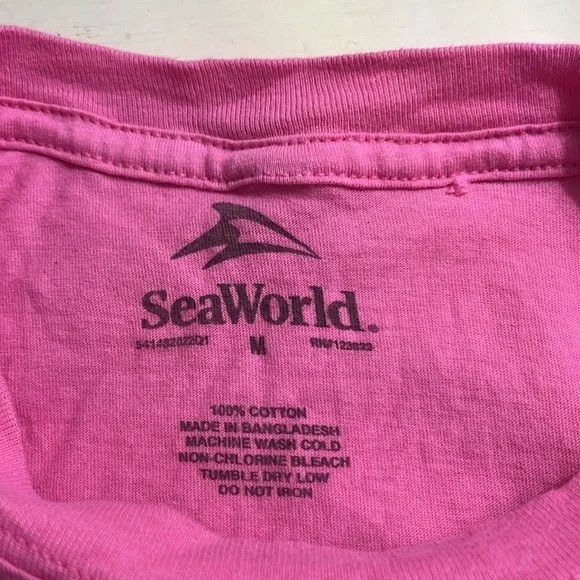 SeaWorld.
M
100% COTTON
MADE IN BANGLADESH
MACHINE WASH COLD
NON-CHLORINE BLEACH
TUMBLE DRY LOW
DO NOT IRON